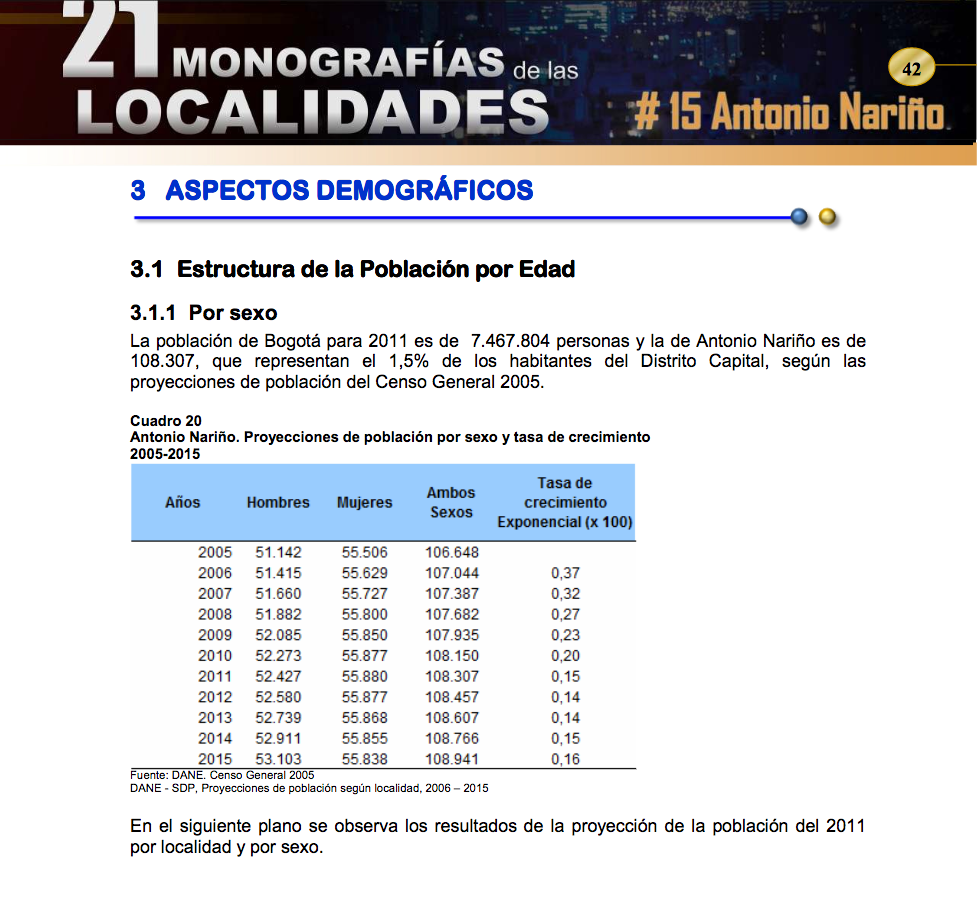 21 MONOGRAFÍAS de las
LOCALIDADES
42
# 15 Antonio Nariño
3 ASPECTOS DEMOGRÁFICOS
3.1 Estructura de la Población por Edad
3.1.1 Por sexo
La población de Bogotá para 2011 es de 7.467.804 personas y la de Antonio Nariño es de
108.307, que representan el 1,5% de los habitantes del Distrito Capital, según las
proyecciones de población del Censo General 2005.
Cuadro 20
Antonio Nariño. Proyecciones de población por sexo y tasa de crecimiento
2005-2015
Años Hombres Mujeres Ambos Sexos Tasa de crecimiento Exponencial (x 100)
2005 51.142 55.506 106.648
2006 51.415 55.629 107.044 0,37
2007 51.660 55.727 107.387 0,32
2008 51.882 55.800 107.682 0,27
2009 52.085 55.850 107.935 0,23
2010 52.273 55.877 108.150 0,20
2011 52.427 55.880 108.307 0,15
2012 52.580 55.877 108.457 0,14
2013 52.739 55.868 108.607 0,14
2014 52.911 55.855 108.766 0,15
2015 53.103 55.838 108.941 0,16
Fuente: DANE. Censo General 2005
DANE - SDP, Proyecciones de población según localidad, 2006 – 2015
En el siguiente plano se observa los resultados de la proyección de la población del 2011
por localidad y por sexo.